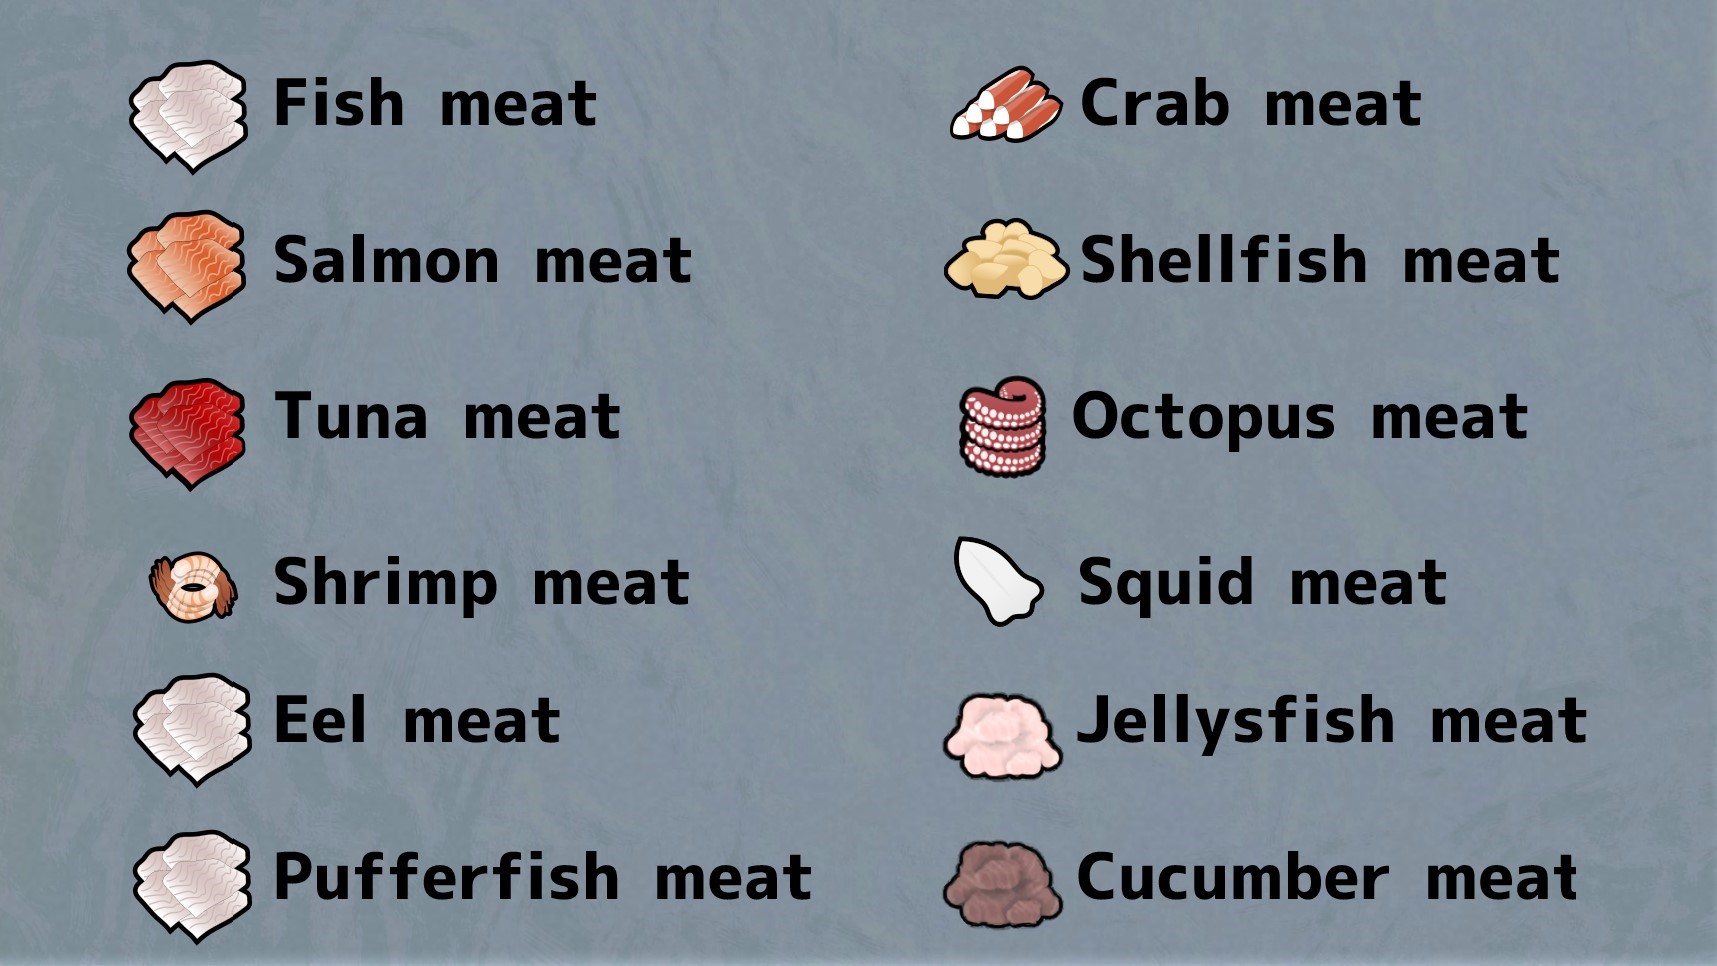 Fish meat
Salmon meat
Tuna meat
Shrimp meat
Eel meat
Pufferfish meat
Crab meat
Shellfish meat
Octopus meat
Squid meat
Jellysfish meat
Cucumber meat